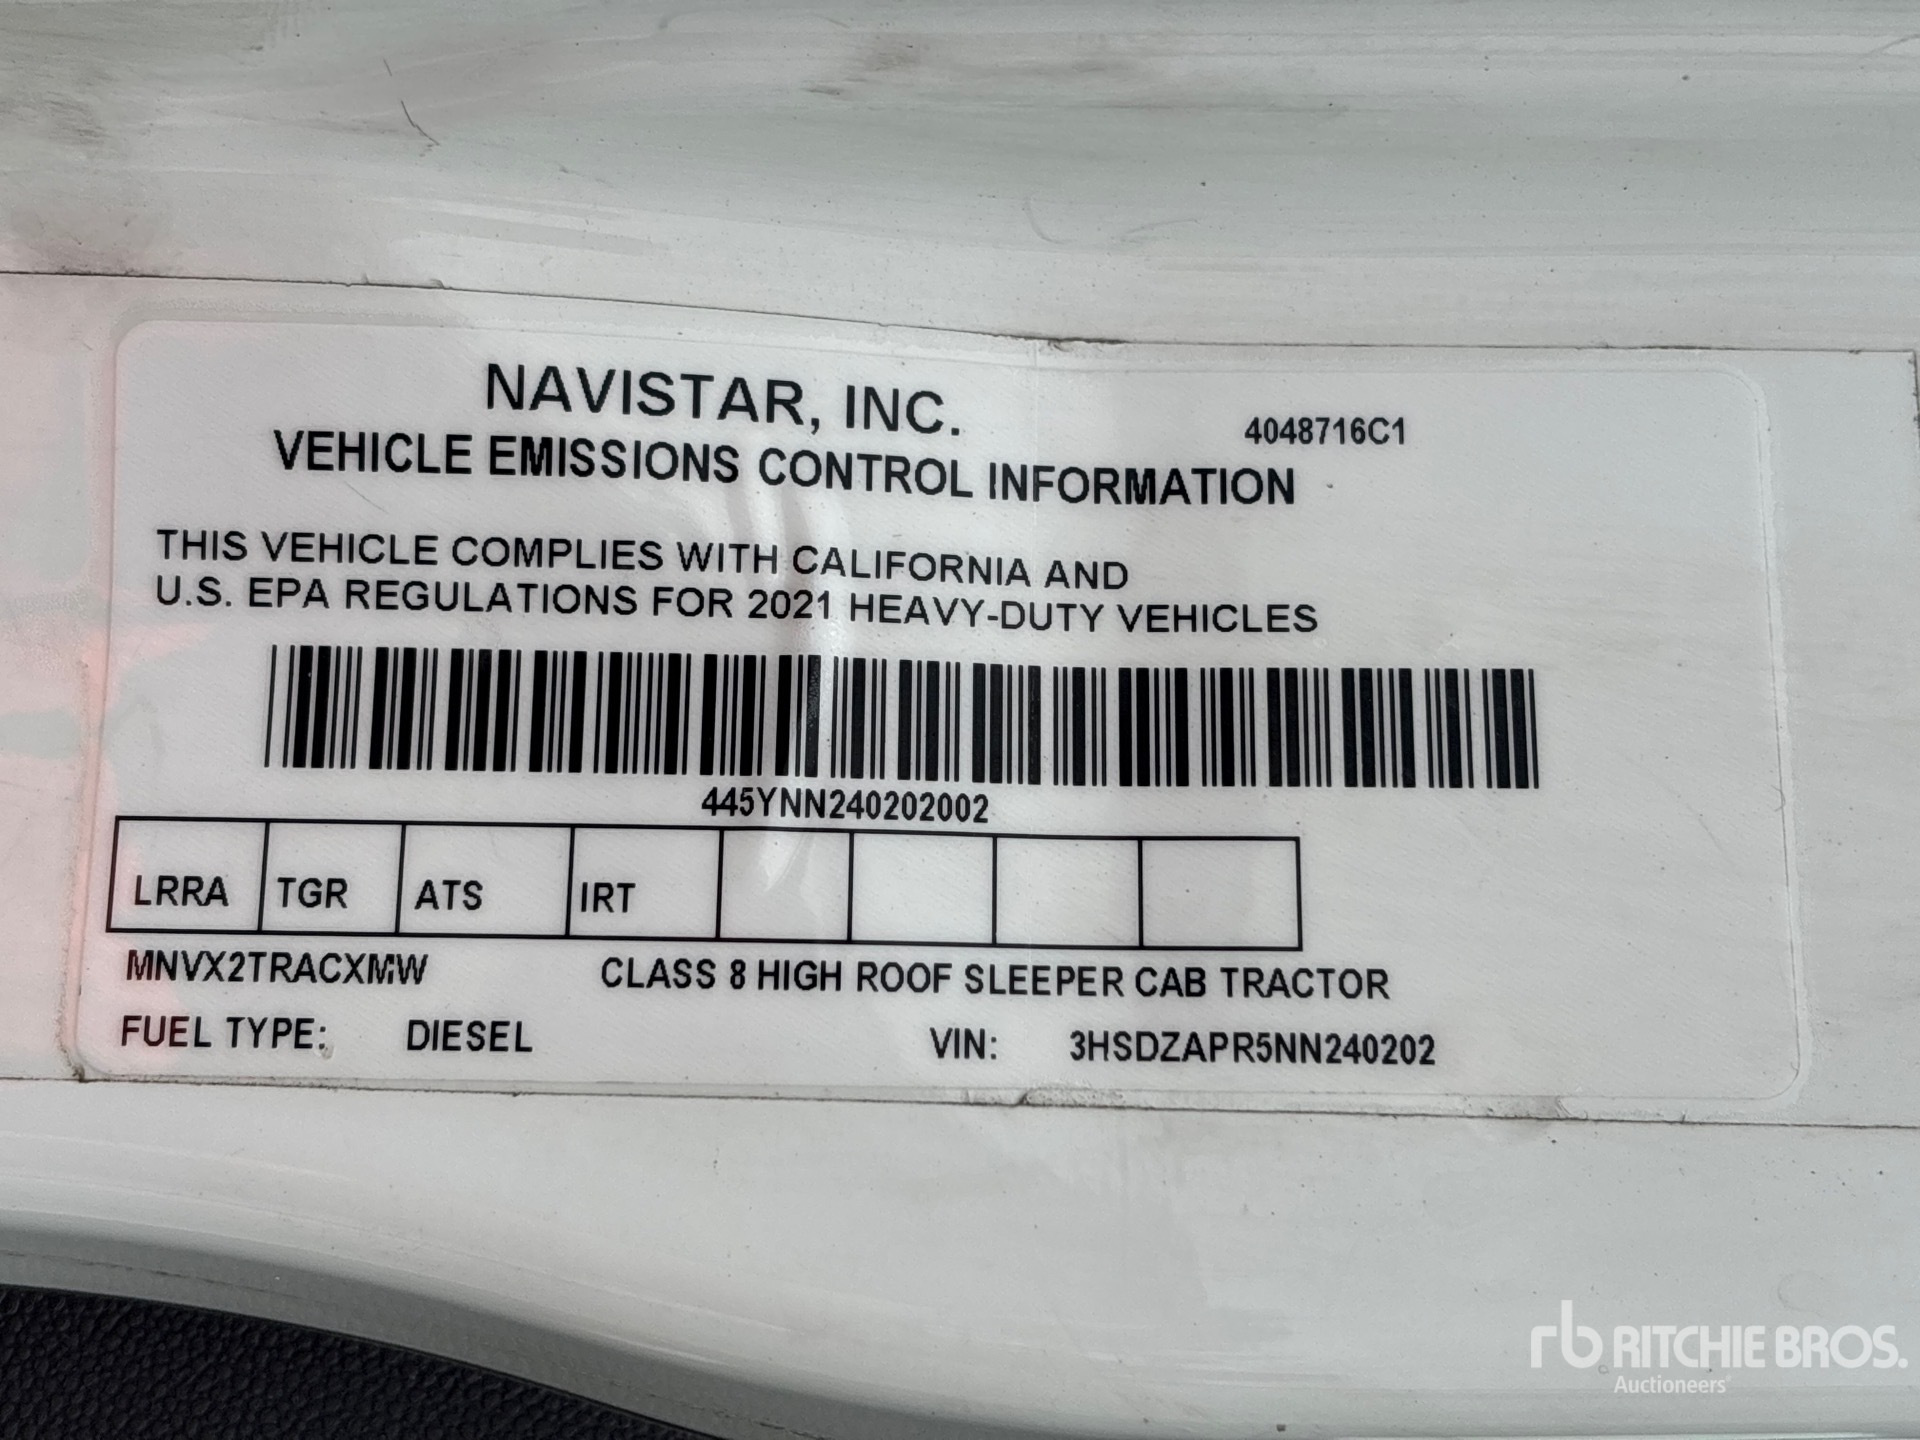 NAVISTAR, INC.
4048716C1
VEHICLE EMISSIONS CONTROL INFORMATION
THIS VEHICLE COMPLIES WITH CALIFORNIA AND
U.S. EPA REGULATIONS FOR 2021 HEAVY-DUTY VEHICLES
445YNN240202002
LRRA TGR ATS IRT
MNVX2TRACXMW CLASS 8 HIGH ROOF SLEEPER CAB TRACTOR
FUEL TYPE: DIESEL VIN: 3HSDZAPR5NN240202
rb RITCHIE BROS.
Auctioneers